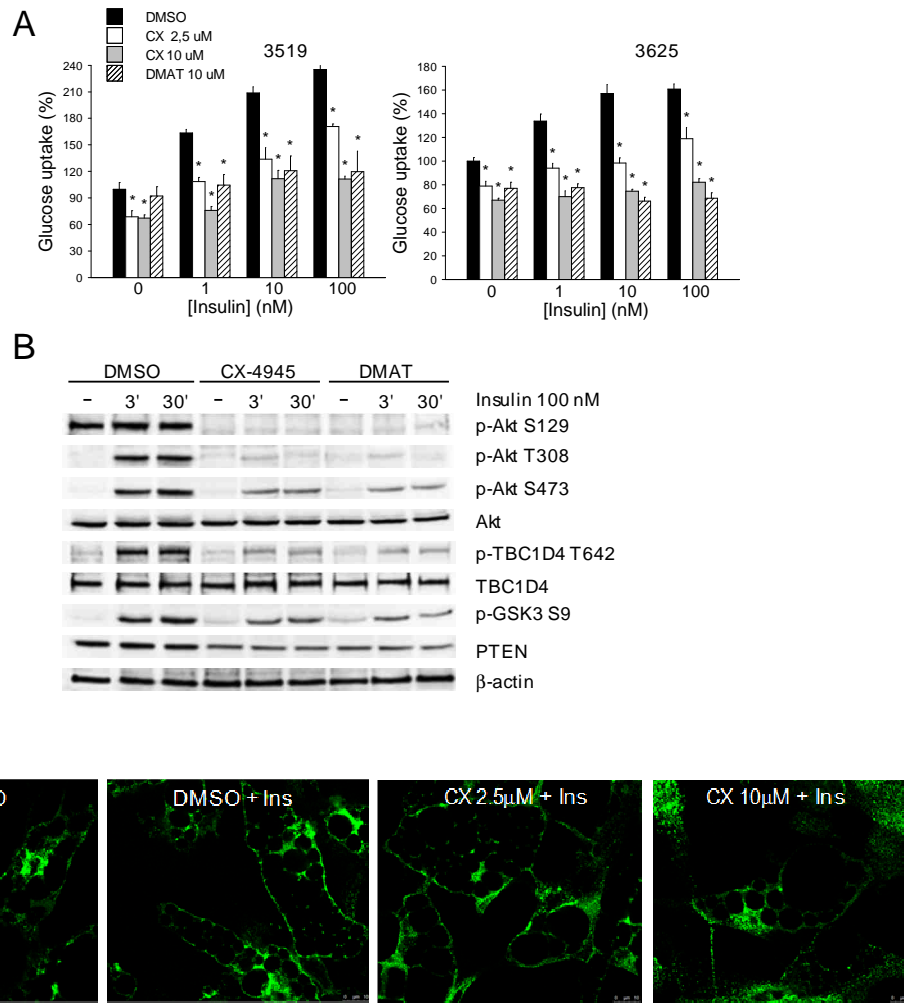 A
DMSO
CX 2,5 uM
CX 10 uM
DMAT 10 uM
3519
3625
Glucose uptake (%)
240
210
180
150
120
90
60
30
0
* * * * * * * * * * *
0 1 10 100
[Insulin] (nM)
Glucose uptake (%)
180
160
140
120
100
80
60
40
20
0
* * * * * * * * * * * *
0 1 10 100
[Insulin] (nM)
B
DMSO CX-4945 DMAT
– 3' 30' – 3' 30' – 3' 30' Insulin 100 nM
p-Akt S129
p-Akt T308
p-Akt S473
Akt
p-TBC1D4 T642
TBC1D4
p-GSK3 S9
PTEN
β-actin
DMSO + Ins
CX 2.5µM + Ins
CX 10µM + Ins